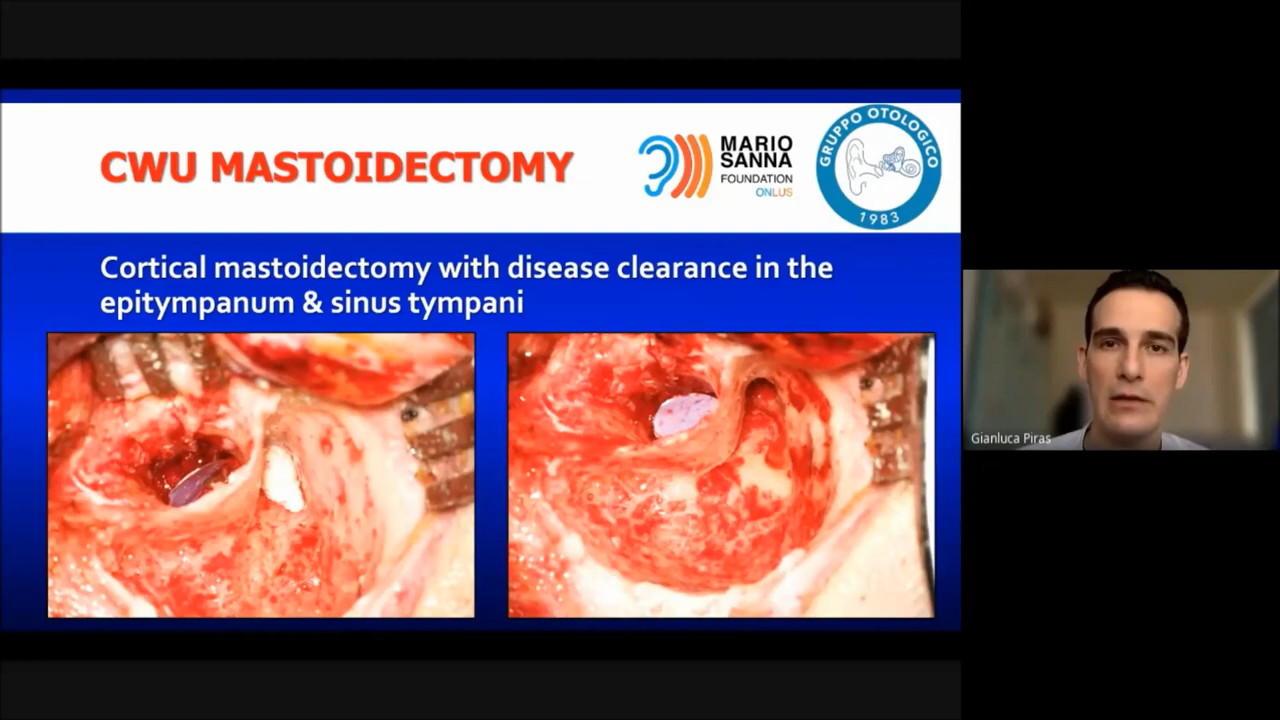 CWU MASTOIDECTOMY
MARIO
SANNA
FOUNDATION
ONLUS
GRUPPO OTOLOGICO
1983
Cortical mastoidectomy with disease clearance in the
epitympanum & sinus tympani
Gianluca Piras